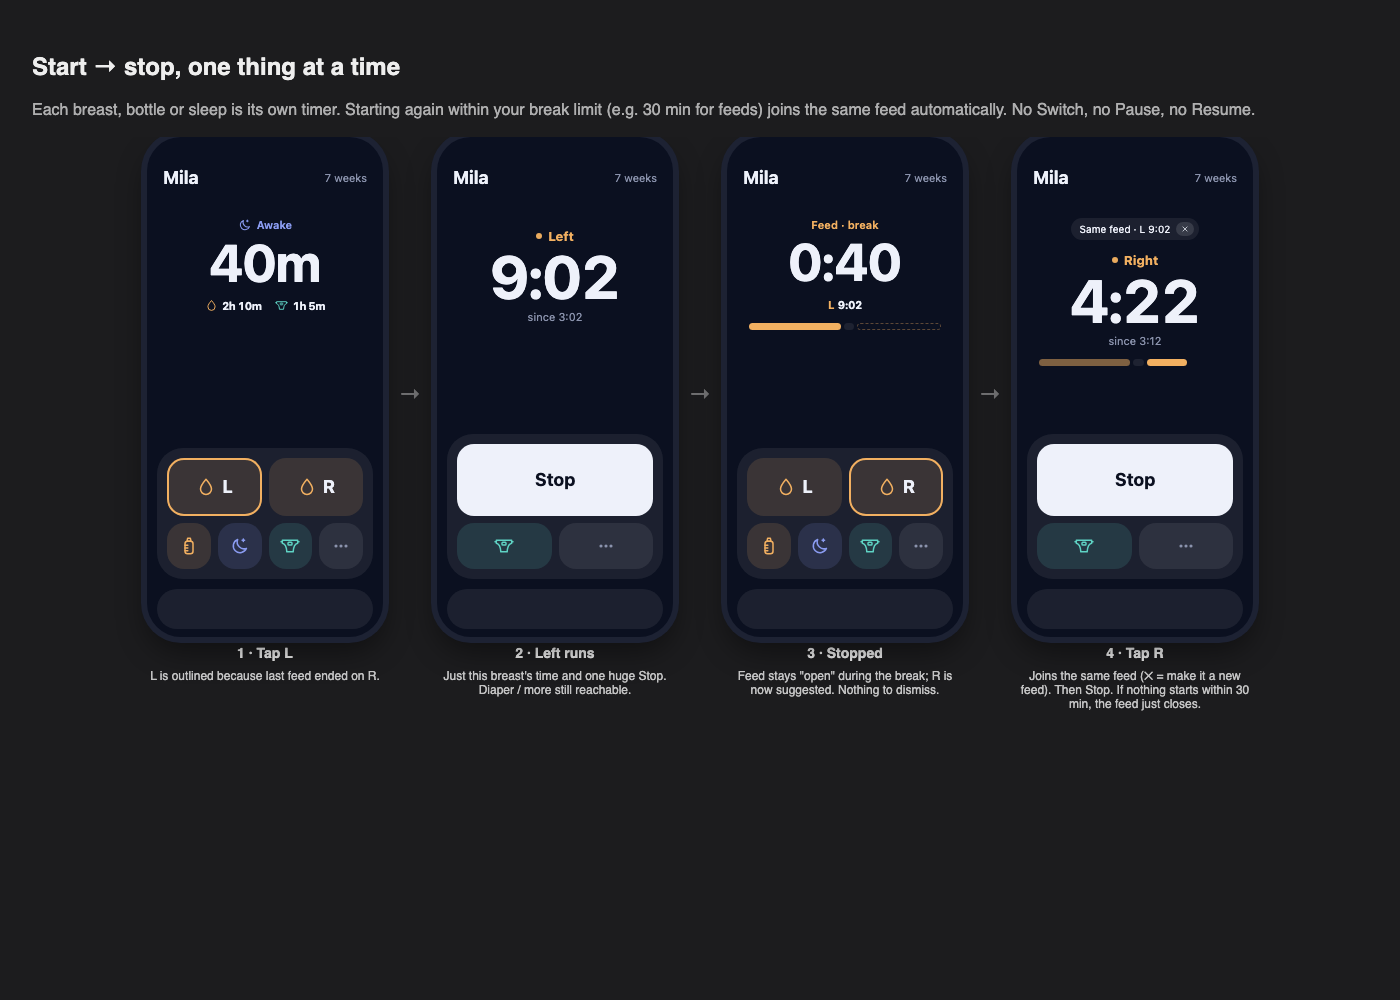 Start → stop, one thing at a time
Each breast, bottle or sleep is its own timer. Starting again within your break limit (e.g. 30 min for feeds) joins the same feed automatically. No Switch, no Pause, no Resume.
Mila 7 weeks
Awake
40m
2h 10m 1h 5m
L R
1 · Tap L
L is outlined because last feed ended on R.
→
Mila 7 weeks
Left
9:02
since 3:02
Stop
2 · Left runs
Just this breast's time and one huge Stop.
Diaper / more still reachable.
→
Mila 7 weeks
Feed · break
0:40
L 9:02
L R
3 · Stopped
Feed stays "open" during the break; R is
now suggested. Nothing to dismiss.
→
Mila 7 weeks
Same feed · L 9:02 ×
Right
4:22
since 3:12
Stop
4 · Tap R
Joins the same feed (✕ = make it a new
feed). Then Stop. If nothing starts within 30
min, the feed just closes.